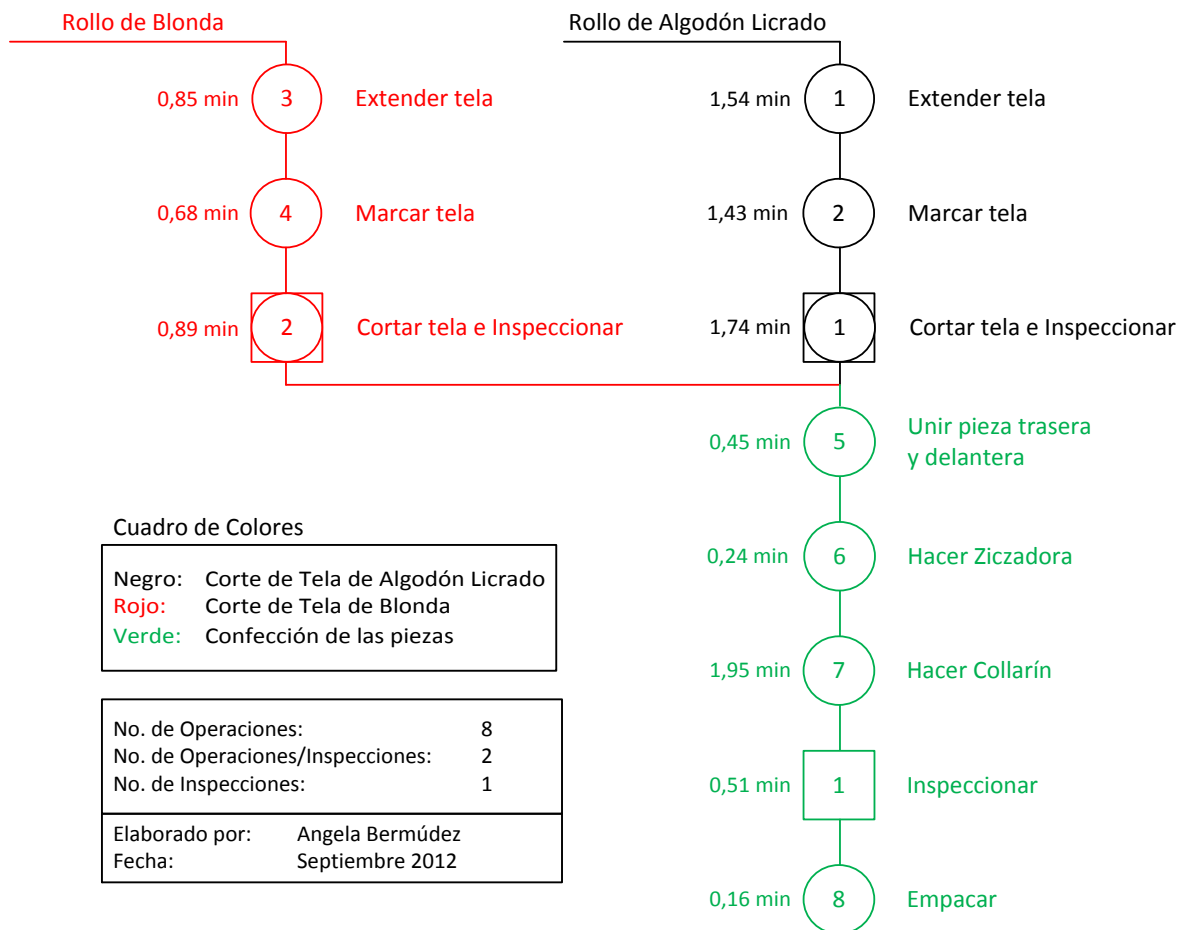 Rollo de Blonda
Rollo de Algodón Licrado
0,85 min 3 Extender tela
1,54 min 1 Extender tela
0,68 min 4 Marcar tela
1,43 min 2 Marcar tela
0,89 min 2 Cortar tela e Inspeccionar
1,74 min 1 Cortar tela e Inspeccionar
0,45 min 5 Unir pieza trasera
y delantera
0,24 min 6 Hacer Ziczadora
1,95 min 7 Hacer Collarín
0,51 min 1 Inspeccionar
0,16 min 8 Empacar
Cuadro de Colores
Negro: Corte de Tela de Algodón Licrado
Rojo: Corte de Tela de Blonda
Verde: Confección de las piezas
No. de Operaciones: 8
No. de Operaciones/Inspecciones: 2
No. de Inspecciones: 1
Elaborado por: Angela Bermúdez
Fecha: Septiembre 2012